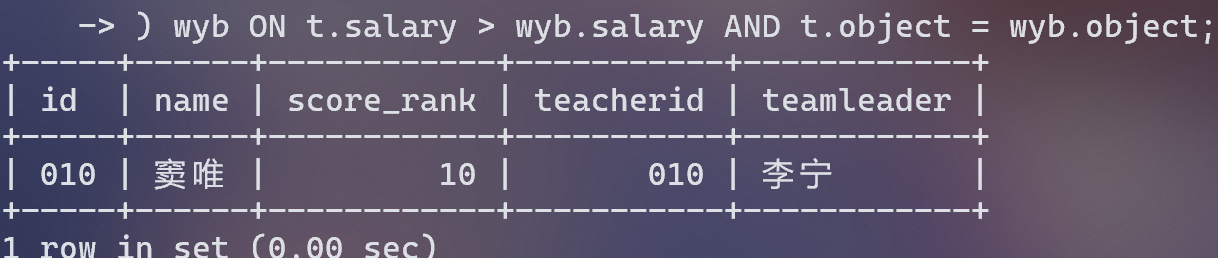 -> ) wyb ON t.salary > wyb.salary AND t.object = wyb.object;
+-----+------+------------+-----------+------------+
| id  | name | score_rank | teacherid | teamleader |
+-----+------+------------+-----------+------------+
| 010 | 窦唯 |         10 |       010 | 李宁       |
+-----+------+------------+-----------+------------+
1 row in set (0.00 sec)